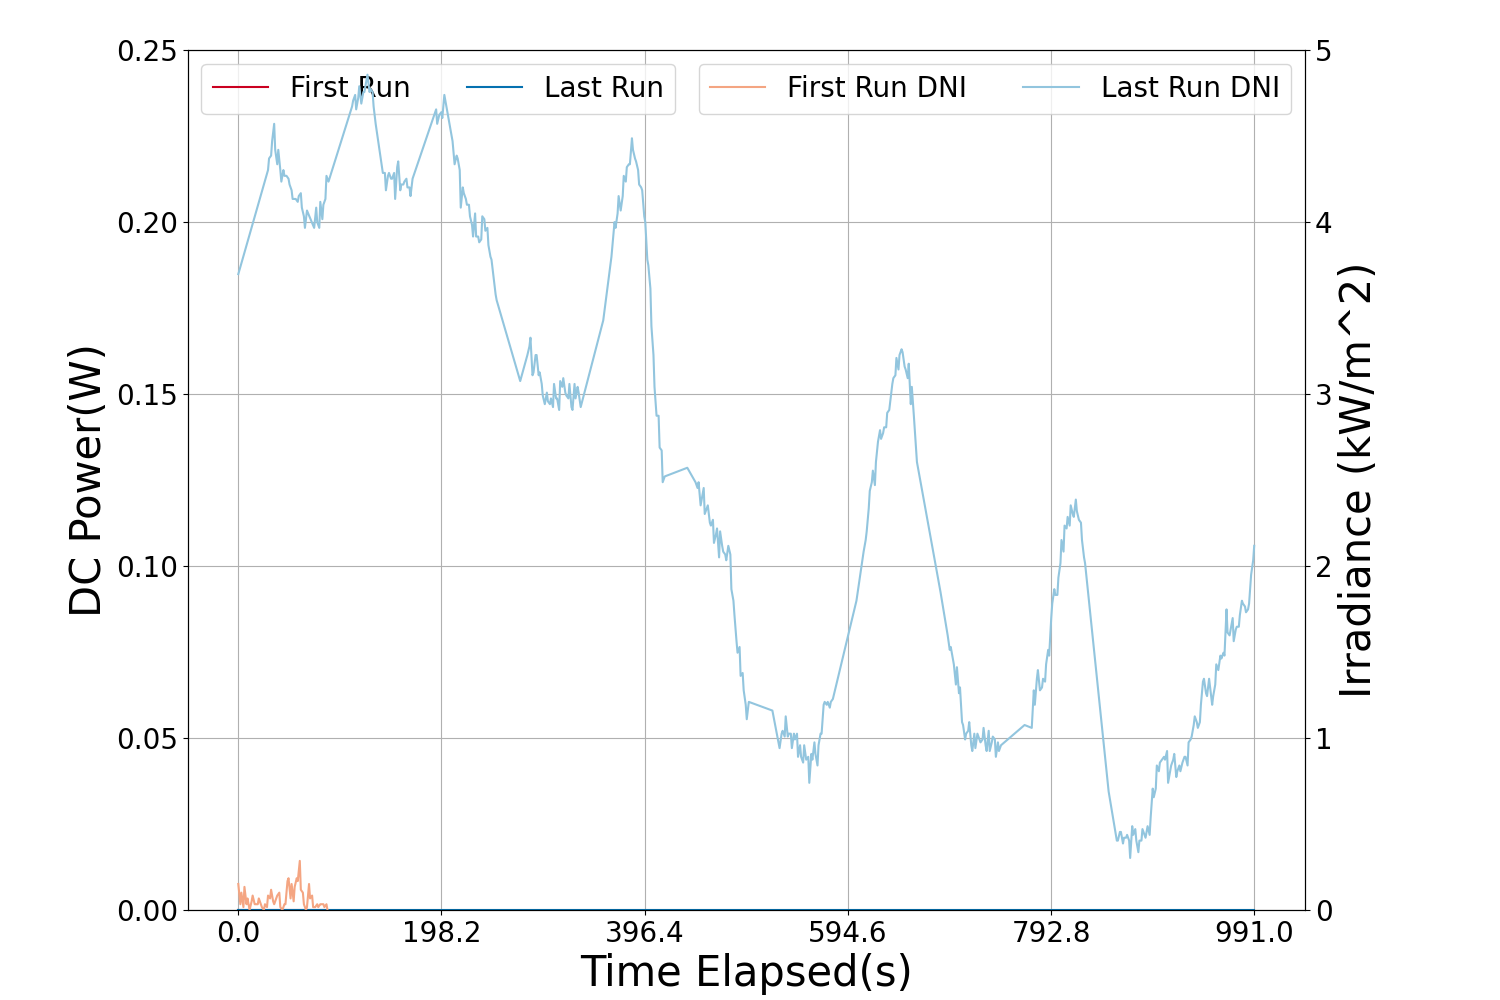 First Run Last Run First Run DNI Last Run DNI
0.25
0.20
0.15
0.10
0.05
0.00
DC Power(W)
5
4
3
2
1
0
Irradiance (kW/m^2)
0.0 198.2 396.4 594.6 792.8 991.0
Time Elapsed(s)